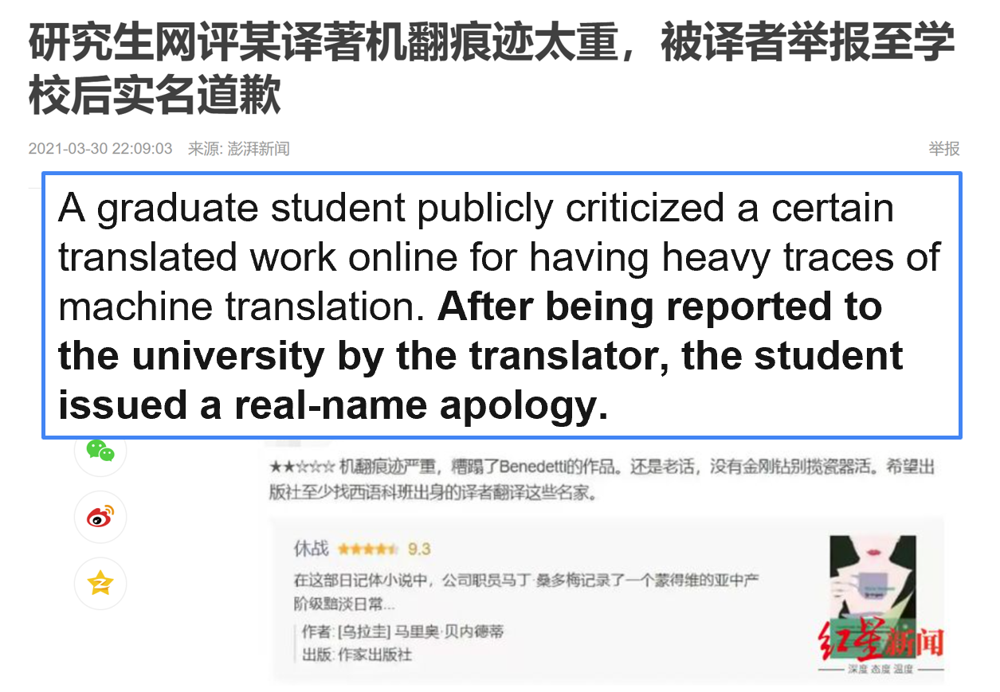 研究生网评某译著机翻痕迹太重，被译者举报至学
校后实名道歉
2021-03-30 22:09:03 来源: 澎湃新闻 举报
A graduate student publicly criticized a certain
translated work online for having heavy traces of
machine translation. After being reported to
the university by the translator, the student
issued a real-name apology.
★★☆☆☆ 机翻痕迹严重，糟蹋了Benedetti的作品。还是老话，没有金刚钻别揽瓷器活。希望出
版社至少找西语科班出身的译者翻译这些名家。
休战 9.3
在这部日记体小说中，公司职员马丁·桑多梅记录了一个蒙得维的亚中产
阶级黯淡日常...
作者: [乌拉圭] 马里奥·贝内德蒂
出版: 作家出版社
红星新闻
深度 态度 温度